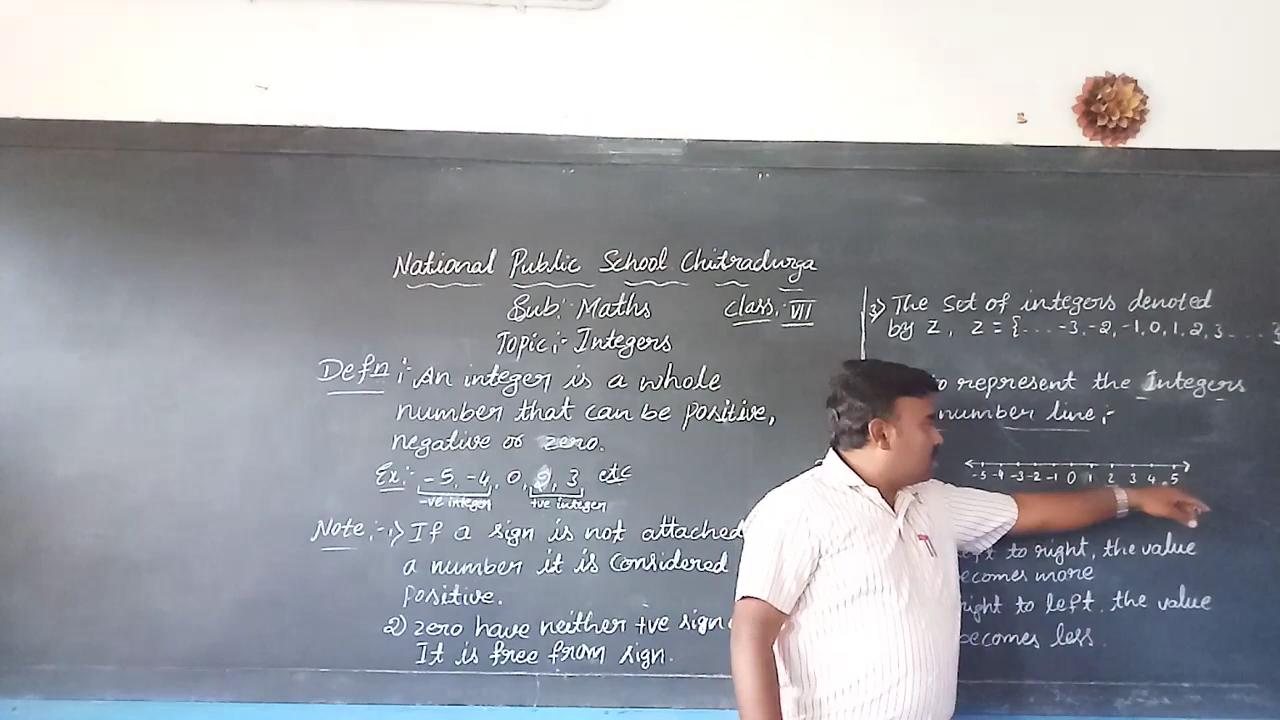 National Public School Chitradurga
Sub:- Maths Class:- VII
Topic:- Integers
Defn:- An integer is a whole
number that can be positive,
negative or zero.
Ex:- -5, -4, 0, 9, 3 etc
-ve integer +ve integer
Note:- 1) If a sign is not attached
a number it is considered
positive.
2) zero have neither +ve sign
It is free from sign.
3) The set of integers denoted
by Z, Z = {.... -3, -2, -1, 0, 1, 2, 3 .... }
to represent the Integers
number line:-
-5 -4 -3 -2 -1 0 1 2 3 4 5
to right, the value
becomes more
right to left, the value
becomes less.